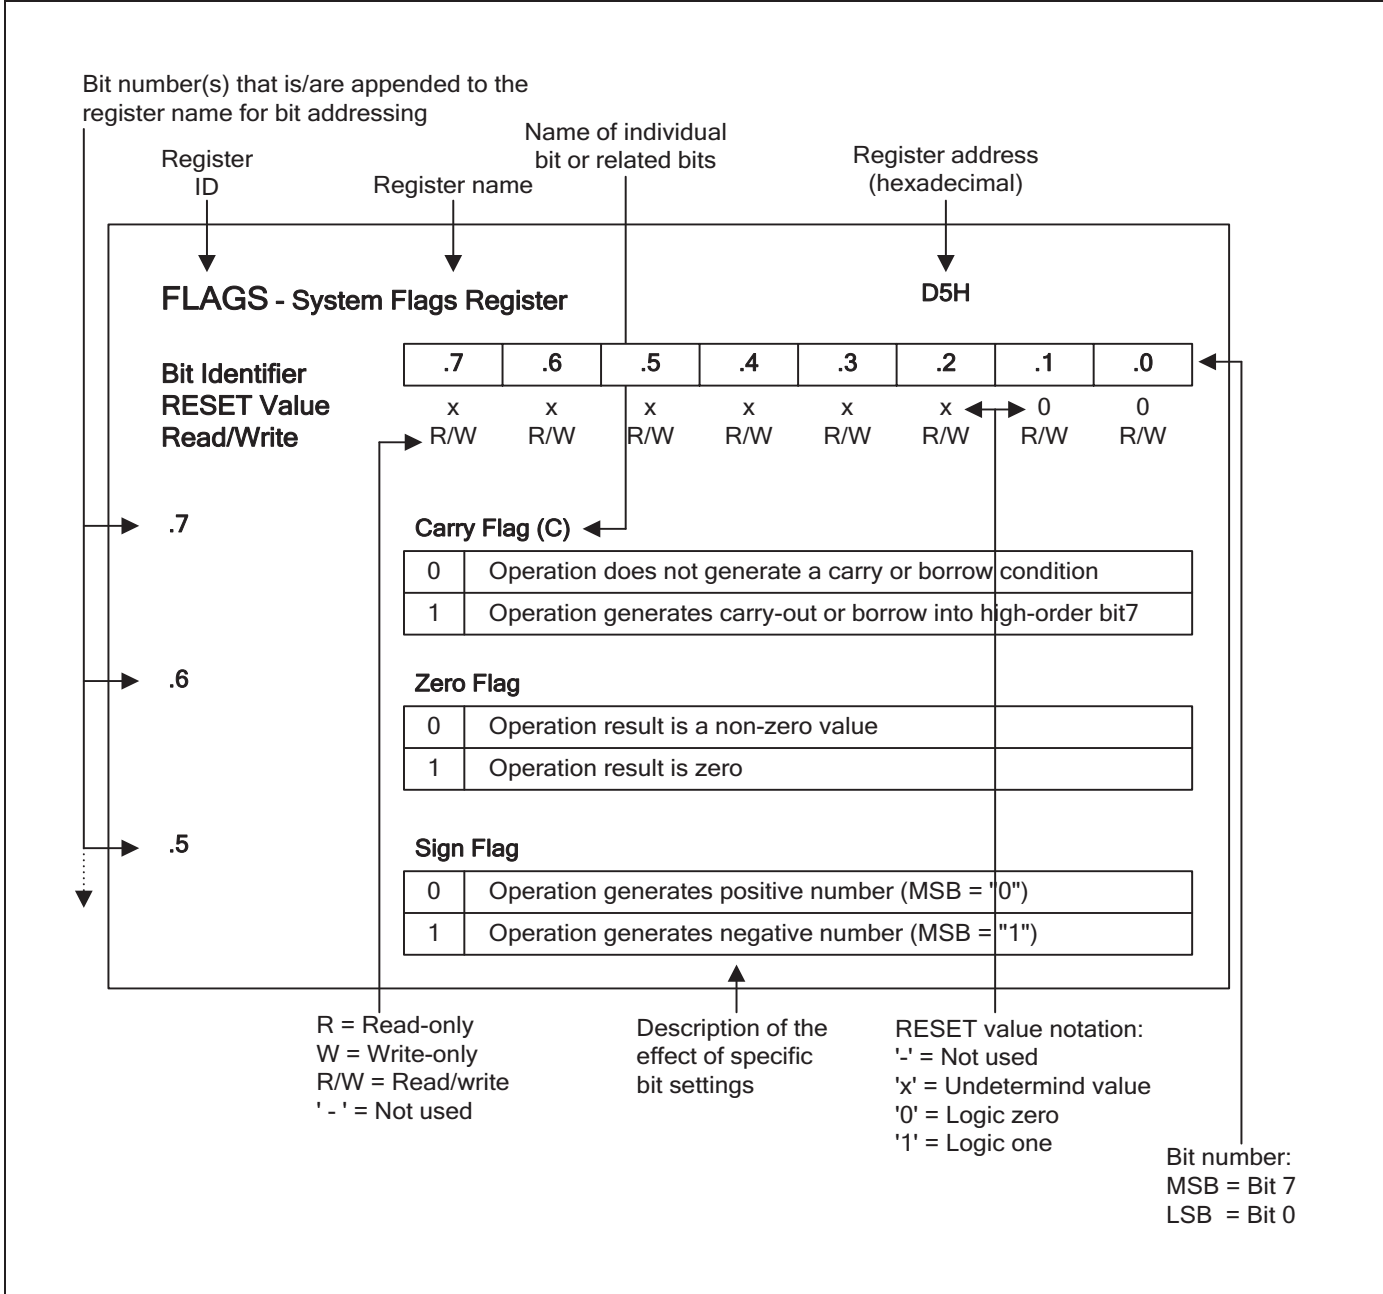 Bit number(s) that is/are appended to the
register name for bit addressing
Register
ID
Register name
Name of individual
bit or related bits
Register address
(hexadecimal)
FLAGS - System Flags Register
D5H
Bit Identifier
.7 .6 .5 .4 .3 .2 .1 .0
RESET Value
x x x x x x 0 0
Read/Write
R/W R/W R/W R/W R/W R/W R/W R/W
.7
Carry Flag (C)
0 Operation does not generate a carry or borrow condition
1 Operation generates carry-out or borrow into high-order bit7
.6
Zero Flag
0 Operation result is a non-zero value
1 Operation result is zero
.5
Sign Flag
0 Operation generates positive number (MSB = "0")
1 Operation generates negative number (MSB = "1")
R = Read-only
W = Write-only
R/W = Read/write
' - ' = Not used
Description of the
effect of specific
bit settings
RESET value notation:
'-' = Not used
'x' = Undetermind value
'0' = Logic zero
'1' = Logic one
Bit number:
MSB = Bit 7
LSB = Bit 0